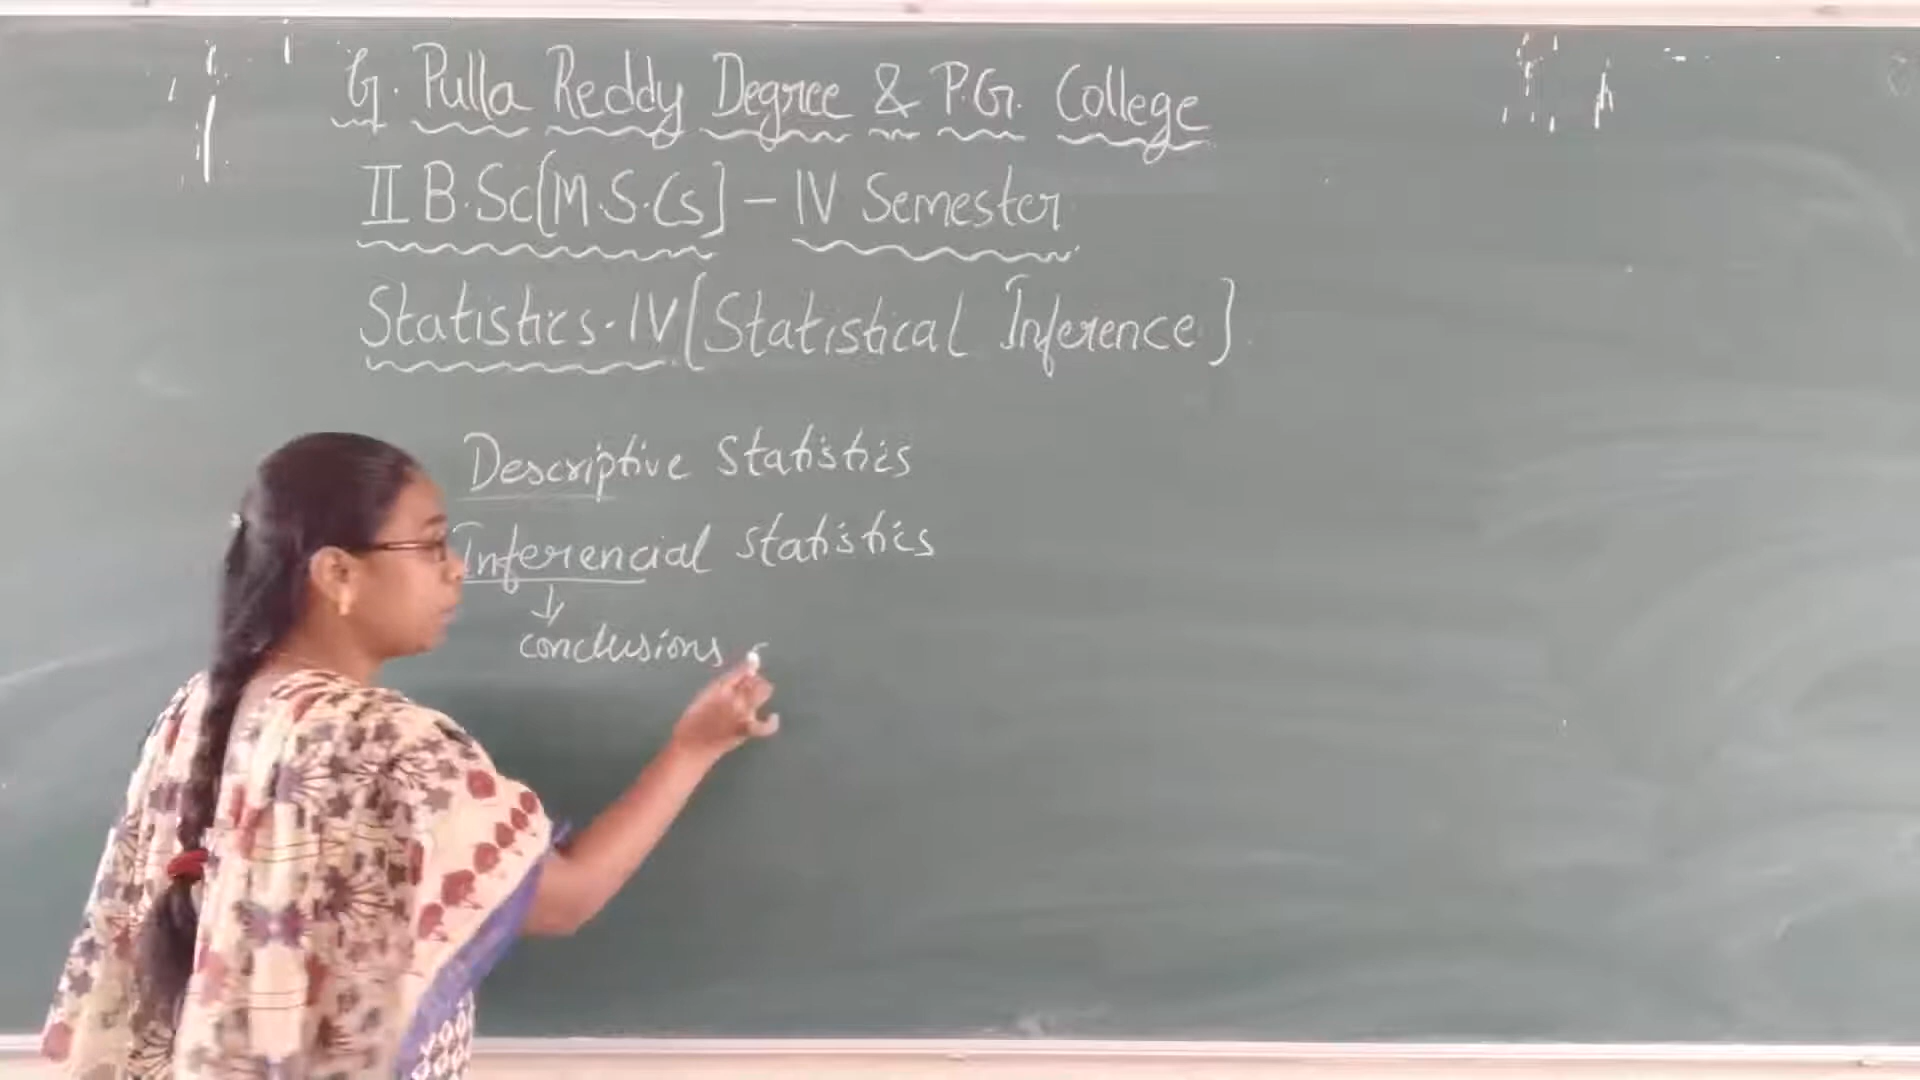 G. Pulla Reddy Degree & P.G. College
II B.Sc[M.S.Cs] - IV Semester
Statistics-IV [Statistical Inference]
Descriptive Statistics
Inferencial statistics
↓
conclusions